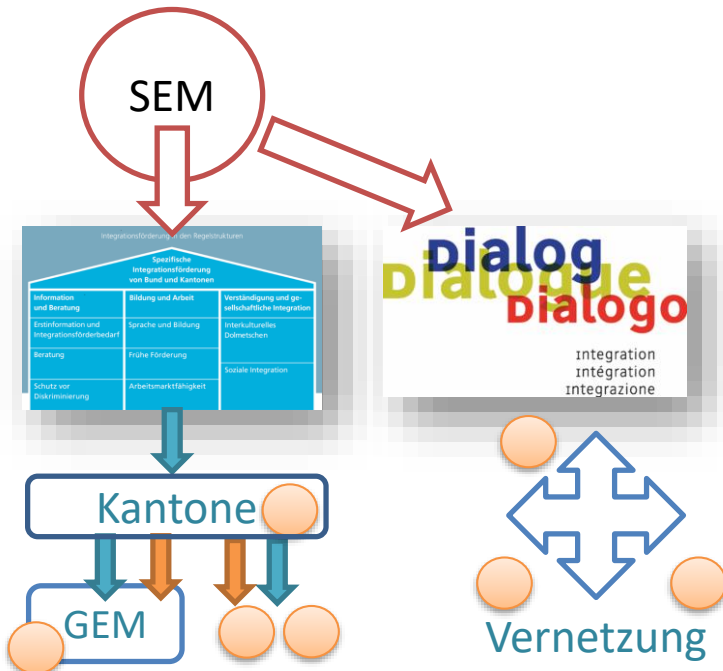 SEM
Integrationsförderung in den Regelstrukturen
Spezifische
Integrationsförderung
von Bund und Kantonen
Information
und Beratung
Bildung und Arbeit
Verständigung und ge-
sellschaftliche Integration
Erstinformation und
Integrationsförderbedarf
Sprache und Bildung
Interkulturelles
Dolmetschen
Beratung
Frühe Förderung
Soziale Integration
Schutz vor
Diskriminierung
Arbeitsmarktfähigkeit
Dialog
Dialogue
Dialogo
Integration
Intégration
Integrazione
Kantone
GEM
Vernetzung